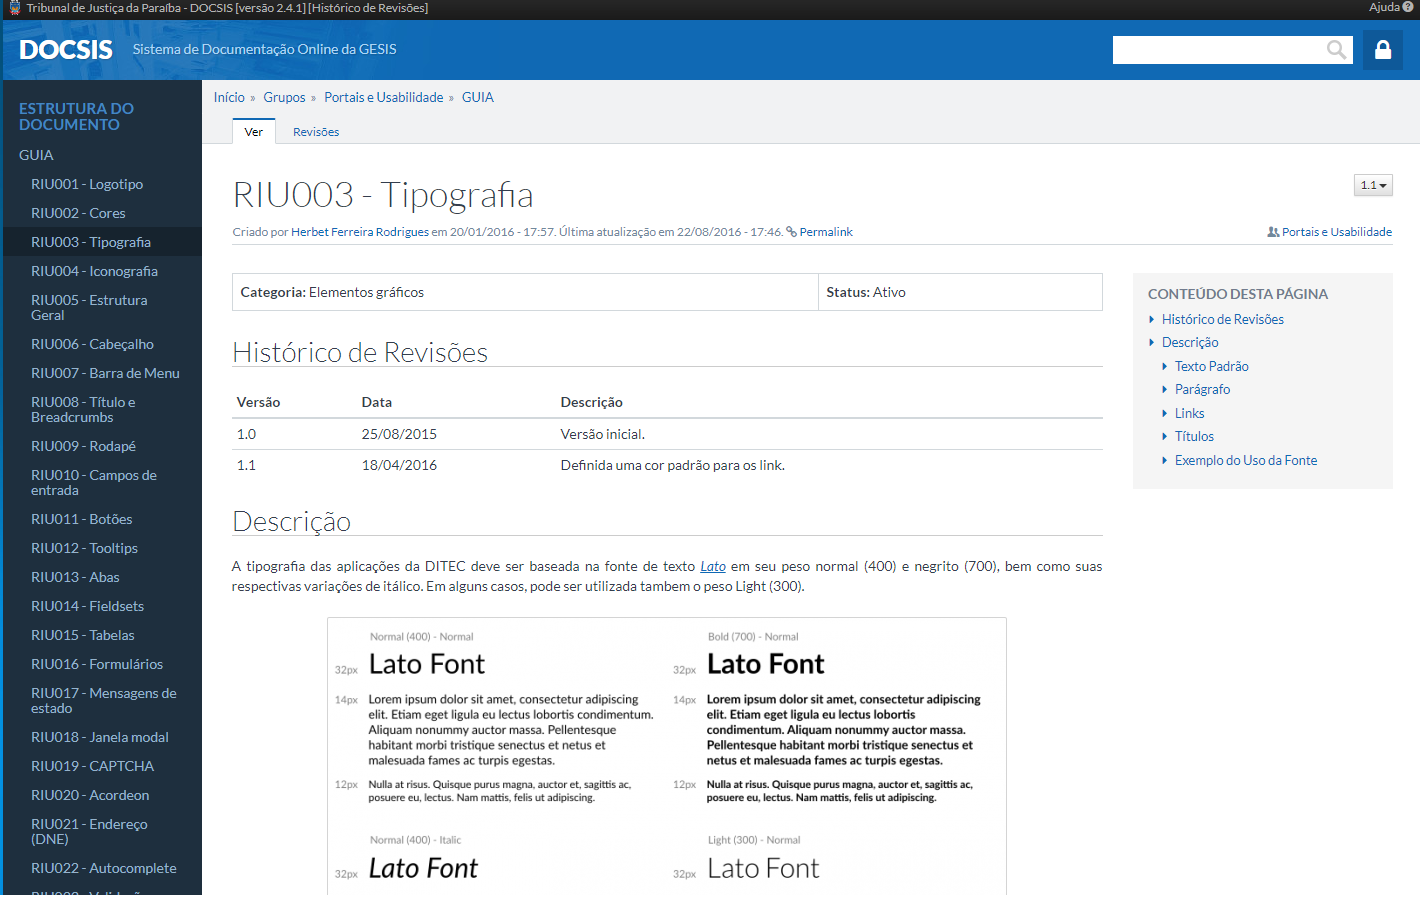 Tribunal de Justiça da Paraíba - DOCSIS [versão 2.4.1] [Histórico de Revisões]
Ajuda
DOCSIS
Sistema de Documentação Online da GESIS
ESTRUTURA DO
DOCUMENTO
GUIA
RIU001 - Logotipo
RIU002 - Cores
RIU003 - Tipografia
RIU004 - Iconografia
RIU005 - Estrutura
Geral
RIU006 - Cabeçalho
RIU007 - Barra de Menu
RIU008 - Título e
Breadcrumbs
RIU009 - Rodapé
RIU010 - Campos de
entrada
RIU011 - Botões
RIU012 - Tooltips
RIU013 - Abas
RIU014 - Fieldsets
RIU015 - Tabelas
RIU016 - Formulários
RIU017 - Mensagens de
estado
RIU018 - Janela modal
RIU019 - CAPTCHA
RIU020 - Acordeon
RIU021 - Endereço
(DNE)
RIU022 - Autocomplete
Início » Grupos » Portais e Usabilidade » GUIA
Ver Revisões
RIU003 - Tipografia
1.1
Criado por Herbet Ferreira Rodrigues em 20/01/2016 - 17:57. Última atualização em 22/08/2016 - 17:46. Permalink
Portais e Usabilidade
Categoria: Elementos gráficos Status: Ativo
Histórico de Revisões
Versão Data Descrição
1.0 25/08/2015 Versão inicial.
1.1 18/04/2016 Definida uma cor padrão para os link.
Descrição
A tipografia das aplicações da DITEC deve ser baseada na fonte de texto Lato em seu peso normal (400) e negrito (700), bem como suas
respectivas variações de itálico. Em alguns casos, pode ser utilizada tambem o peso Light (300).
Normal (400) - Normal
32px Lato Font
14px Lorem ipsum dolor sit amet, consectetur adipiscing
elit. Etiam eget ligula eu lectus lobortis condimentum.
Aliquam nonummy auctor massa. Pellentesque
habitant morbi tristique senectus et netus et
malesuada fames ac turpis egestas.
12px Nulla at risus. Quisque purus magna, auctor et, sagittis ac,
posuere eu, lectus. Nam mattis, felis ut adipiscing.
Bold (700) - Normal
32px Lato Font
14px Lorem ipsum dolor sit amet, consectetur adipiscing
elit. Etiam eget ligula eu lectus lobortis
condimentum. Aliquam nonummy auctor massa.
Pellentesque habitant morbi tristique senectus et
netus et malesuada fames ac turpis egestas.
12px Nulla at risus. Quisque purus magna, auctor et, sagittis ac,
posuere eu, lectus. Nam mattis, felis ut adipiscing.
Normal (400) - Italic
32px Lato Font
Light (300) - Normal
32px Lato Font
CONTEÚDO DESTA PÁGINA
Histórico de Revisões
Descrição
Texto Padrão
Parágrafo
Links
Títulos
Exemplo do Uso da Fonte